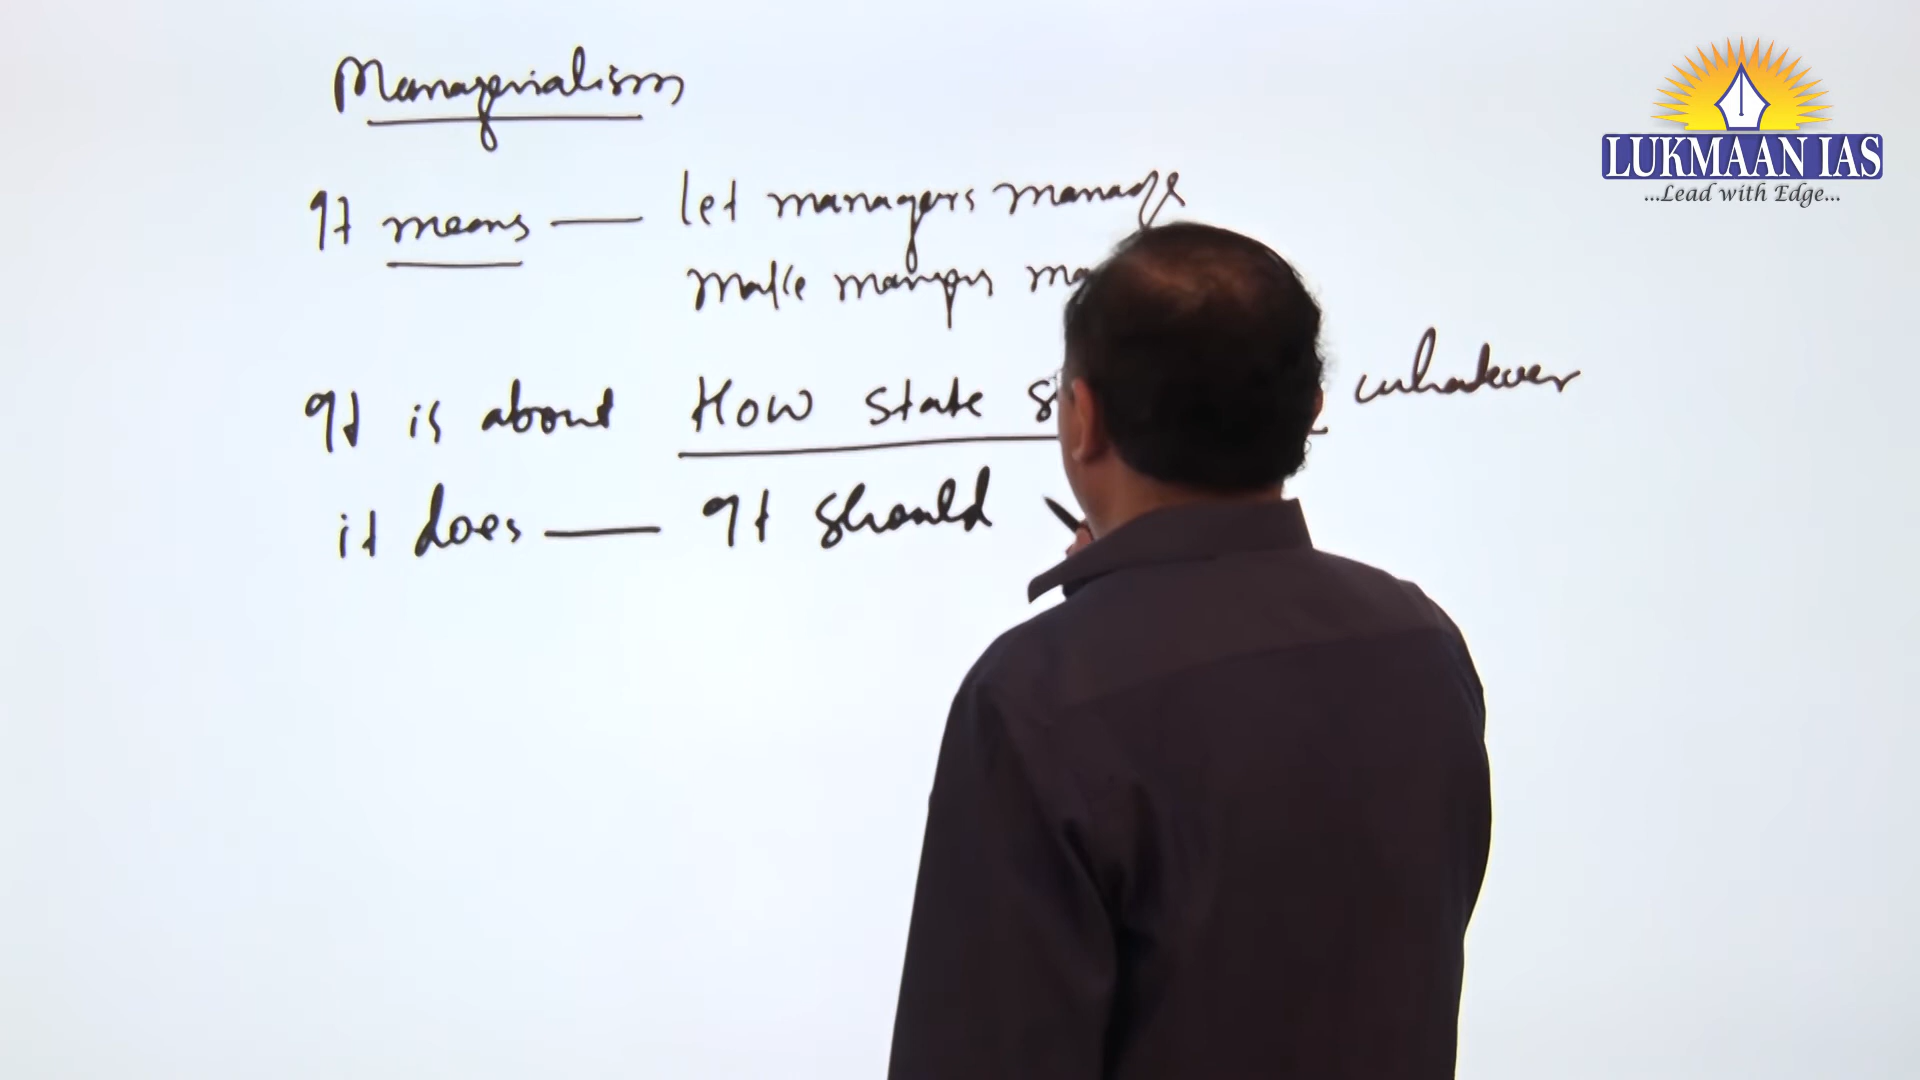 Managerialism
It means — let managers manage
make
It is about How state whatever
it does — It should
LUKMAAN IAS
...Lead with Edge...